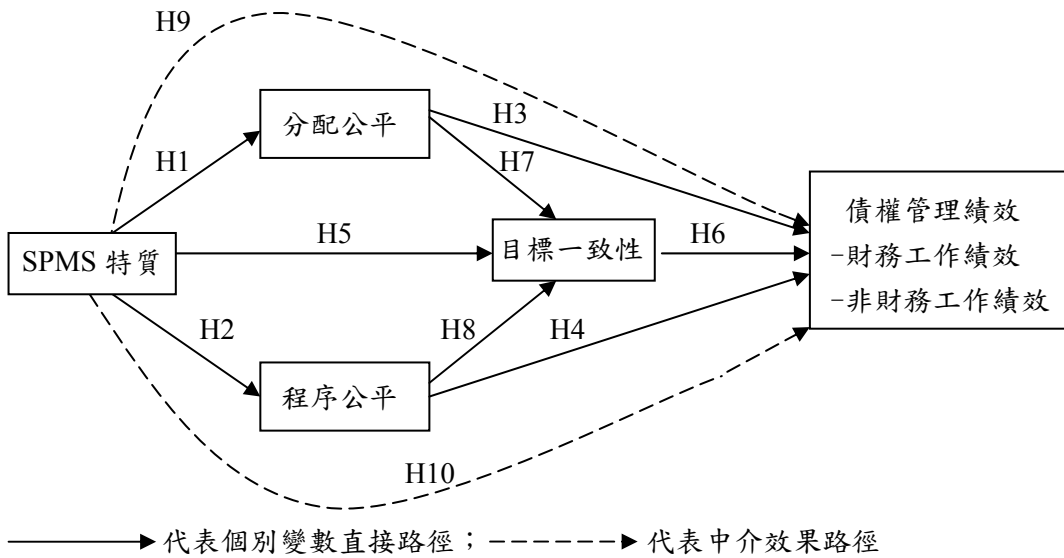 H9
分配公平
H3
H1
H7
SPMS 特質
H5
目標一致性
H6
債權管理績效
-財務工作績效
-非財務工作績效
H2
H8
H4
程序公平
H10
代表個別變數直接路徑； 代表中介效果路徑